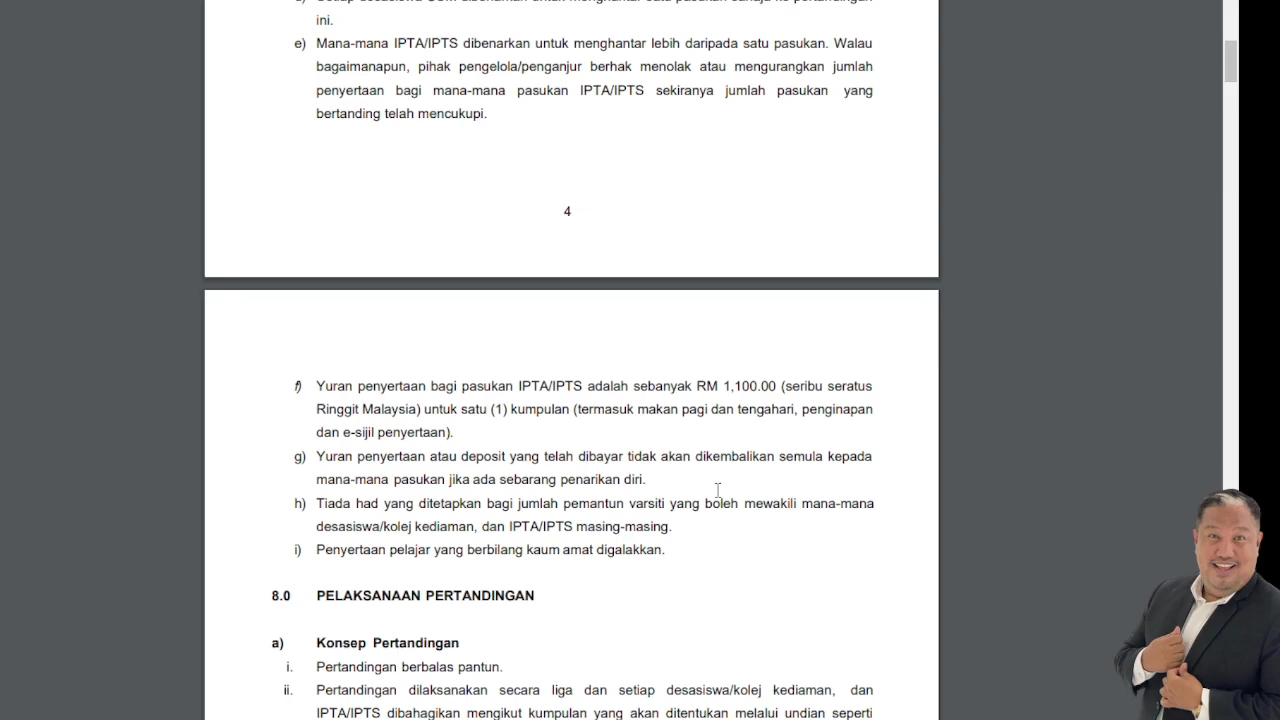 ini.
e) Mana-mana IPTA/IPTS dibenarkan untuk menghantar lebih daripada satu pasukan. Walau
bagaimanapun, pihak pengelola/penganjur berhak menolak atau mengurangkan jumlah
penyertaan bagi mana-mana pasukan IPTA/IPTS sekiranya jumlah pasukan yang
bertanding telah mencukupi.
4
f) Yuran penyertaan bagi pasukan IPTA/IPTS adalah sebanyak RM 1,100.00 (seribu seratus
Ringgit Malaysia) untuk satu (1) kumpulan (termasuk makan pagi dan tengahari, penginapan
dan e-sijil penyertaan).
g) Yuran penyertaan atau deposit yang telah dibayar tidak akan dikembalikan semula kepada
mana-mana pasukan jika ada sebarang penarikan diri.
h) Tiada had yang ditetapkan bagi jumlah pemantun varsiti yang boleh mewakili mana-mana
desasiswa/kolej kediaman, dan IPTA/IPTS masing-masing.
i) Penyertaan pelajar yang berbilang kaum amat digalakkan.
8.0 PELAKSANAAN PERTANDINGAN
a) Konsep Pertandingan
i. Pertandingan berbalas pantun.
ii. Pertandingan dilaksanakan secara liga dan setiap desasiswa/kolej kediaman, dan
IPTA/IPTS dibahagikan mengikut kumpulan yang akan ditentukan melalui undian seperti